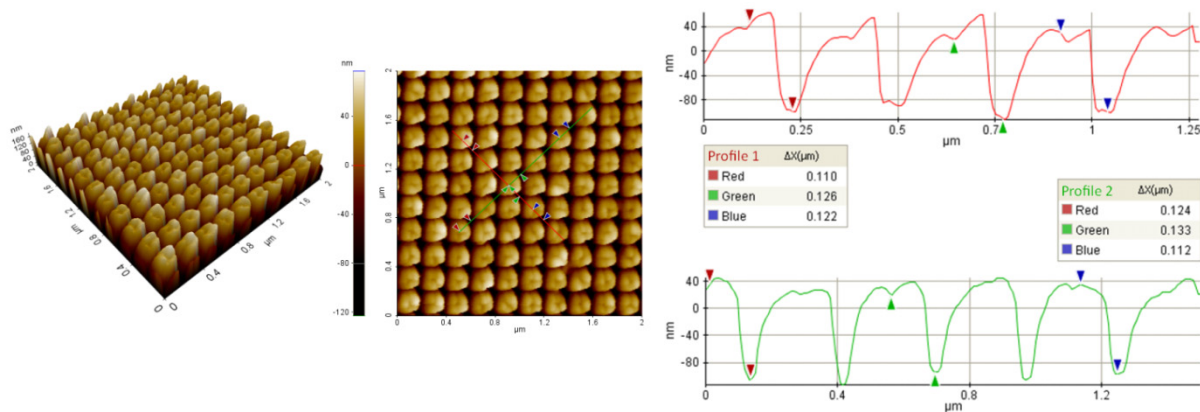 nm
160
120
80
40
0
1.6
1.2
0.8
0.4
0
0
0.4
0.8
1.2
1.6
2
µm
µm
nm
40
0
-40
-80
-120
2
1.6
1.2
0.8
0.4
0
µm
0
0.4
0.8
1.2
1.6
2
µm
40
0
-40
-80
nm
0
0.25
0.5
0.75
1
1.25
µm
Profile 1 ΔX(µm)
Red 0.110
Green 0.126
Blue 0.122
Profile 2 ΔX(µm)
Red 0.124
Green 0.133
Blue 0.112
40
0
-40
-80
nm
0
0.4
0.8
1.2
µm